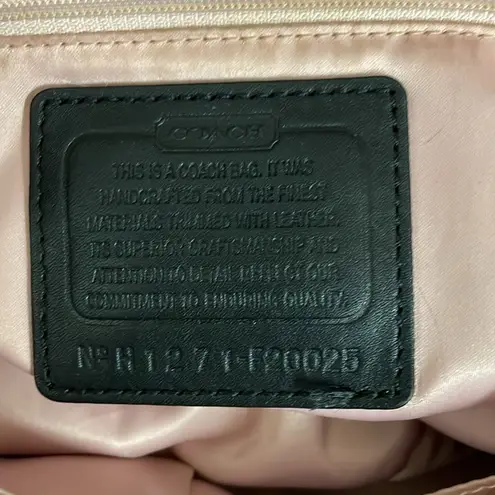 COACH
THIS IS A COACH BAG. IT WAS
HANDCRAFTED FROM THE FINEST
MATERIALS TRIMMED WITH LEATHER.
ITS SUPERIOR CRAFTSMANSHIP AND
ATTENTION TO DETAIL REFLECT OUR
COMMITMENT TO ENDURING QUALITY.
Nº H1271-F20025